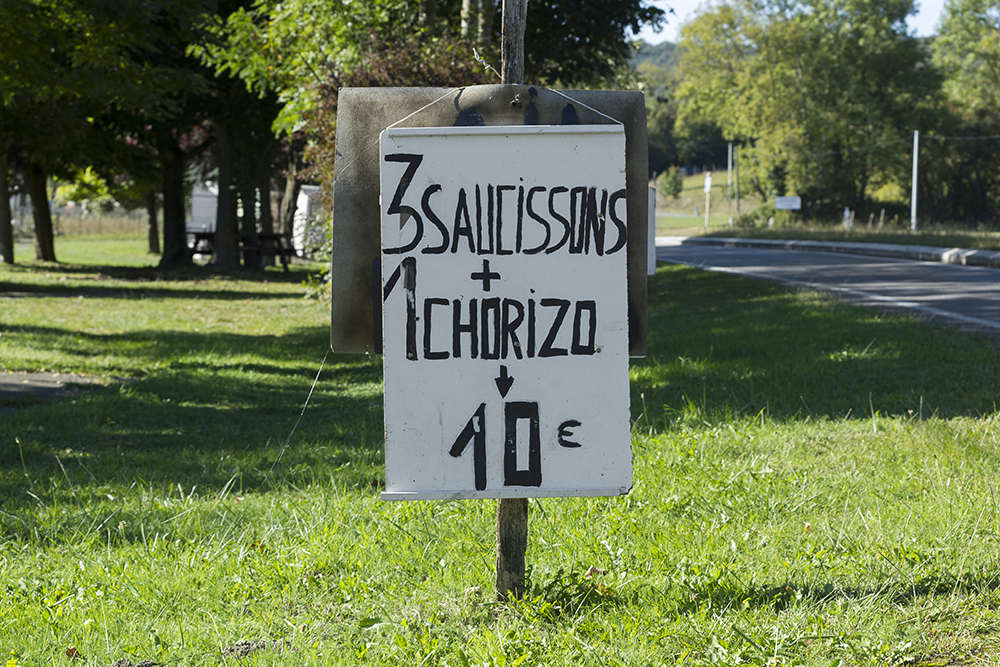 3 SAUCISSONS
+
1 CHORIZO
↓
10 €